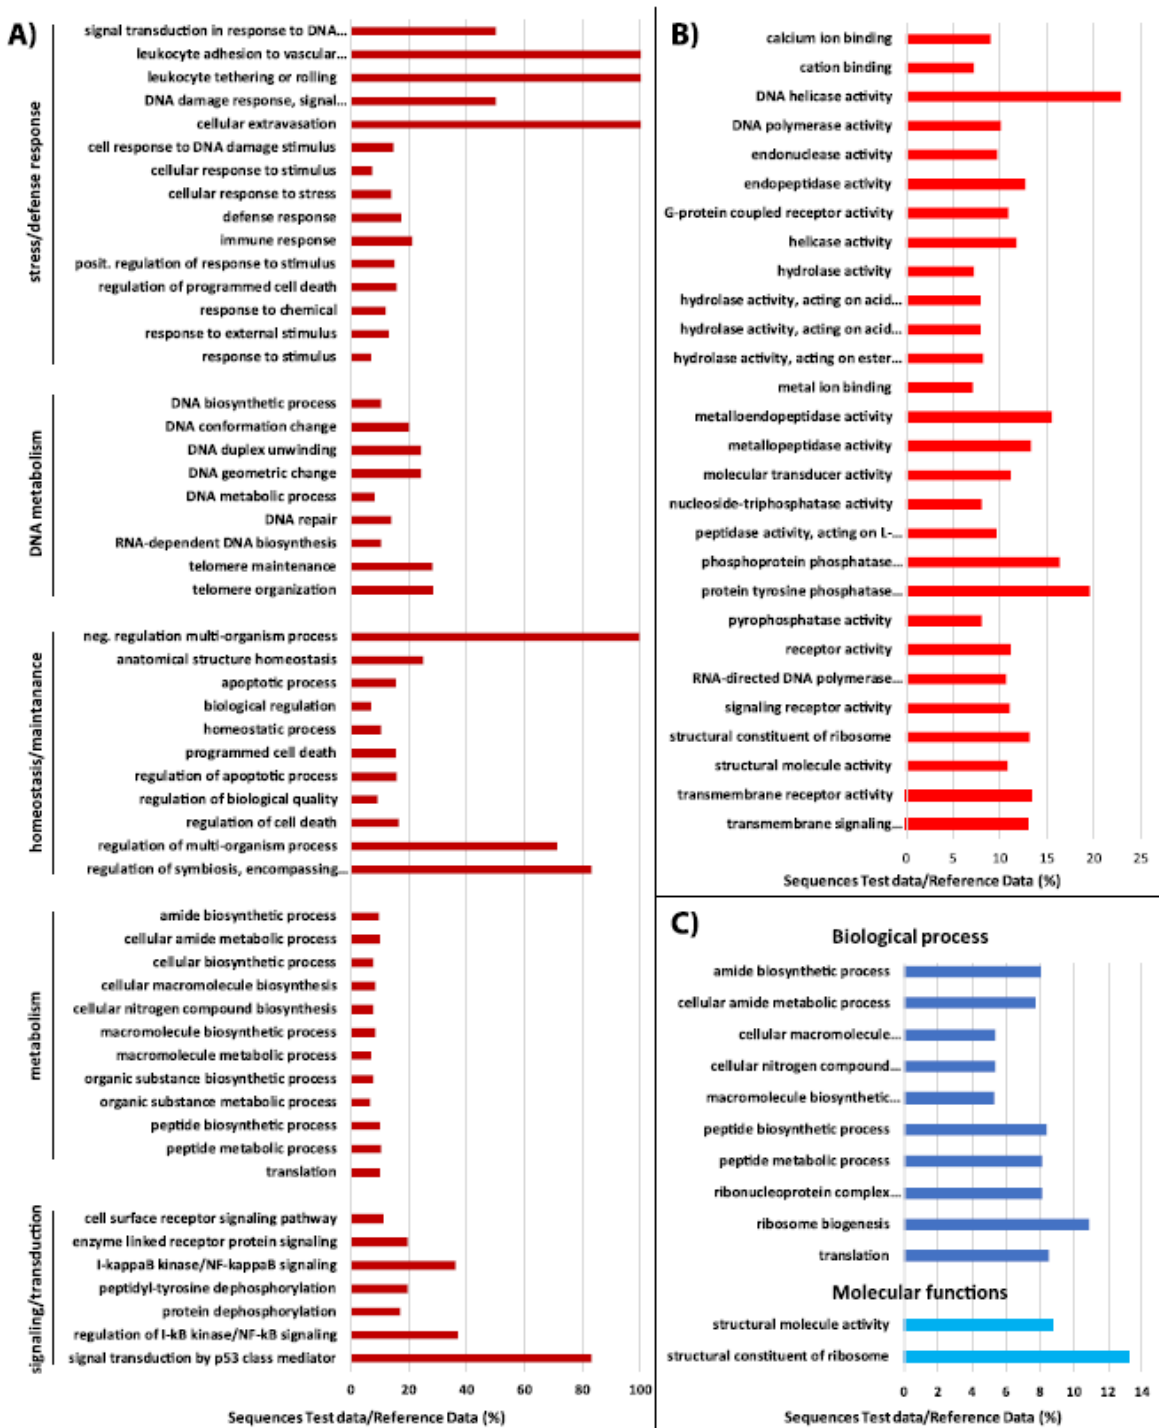 A)
stress/defense response
signal transduction in response to DNA...
leukocyte adhesion to vascular...
leukocyte tethering or rolling
DNA damage response, signal...
cellular extravasation
cell response to DNA damage stimulus
cellular response to stimulus
cellular response to stress
defense response
immune response
posit. regulation of response to stimulus
regulation of programmed cell death
response to chemical
response to external stimulus
response to stimulus
DNA metabolism
DNA biosynthetic process
DNA conformation change
DNA duplex unwinding
DNA geometric change
DNA metabolic process
DNA repair
RNA-dependent DNA biosynthesis
telomere maintenance
telomere organization
homeostasis/maintanance
neg. regulation multi-organism process
anatomical structure homeostasis
apoptotic process
biological regulation
homeostatic process
programmed cell death
regulation of apoptotic process
regulation of biological quality
regulation of cell death
regulation of multi-organism process
regulation of symbiosis, encompassing...
metabolism
amide biosynthetic process
cellular amide metabolic process
cellular biosynthetic process
cellular macromolecule biosynthesis
cellular nitrogen compound biosynthesis
macromolecule biosynthetic process
macromolecule metabolic process
organic substance biosynthetic process
organic substance metabolic process
peptide biosynthetic process
peptide metabolic process
translation
signaling/transduction
cell surface receptor signaling pathway
enzyme linked receptor protein signaling
I-kappaB kinase/NF-kappaB signaling
peptidyl-tyrosine dephosphorylation
protein dephosphorylation
regulation of I-kB kinase/NF-kB signaling
signal transduction by p53 class mediator
0 20 40 60 80 100
Sequences Test data/Reference Data (%)
B)
calcium ion binding
cation binding
DNA helicase activity
DNA polymerase activity
endonuclease activity
endopeptidase activity
G-protein coupled receptor activity
helicase activity
hydrolase activity
hydrolase activity, acting on acid...
hydrolase activity, acting on acid...
hydrolase activity, acting on ester...
metal ion binding
metalloendopeptidase activity
metallopeptidase activity
molecular transducer activity
nucleoside-triphosphatase activity
peptidase activity, acting on L-...
phosphoprotein phosphatase...
protein tyrosine phosphatase...
pyrophosphatase activity
receptor activity
RNA-directed DNA polymerase...
signaling receptor activity
structural constituent of ribosome
structural molecule activity
transmembrane receptor activity
transmembrane signaling...
0 5 10 15 20 25
Sequences Test data/Reference Data (%)
C)
Biological process
amide biosynthetic process
cellular amide metabolic process
cellular macromolecule...
cellular nitrogen compound...
macromolecule biosynthetic...
peptide biosynthetic process
peptide metabolic process
ribonucleoprotein complex...
ribosome biogenesis
translation
Molecular functions
structural molecule activity
structural constituent of ribosome
0 2 4 6 8 10 12 14
Sequences Test data/Reference Data (%)